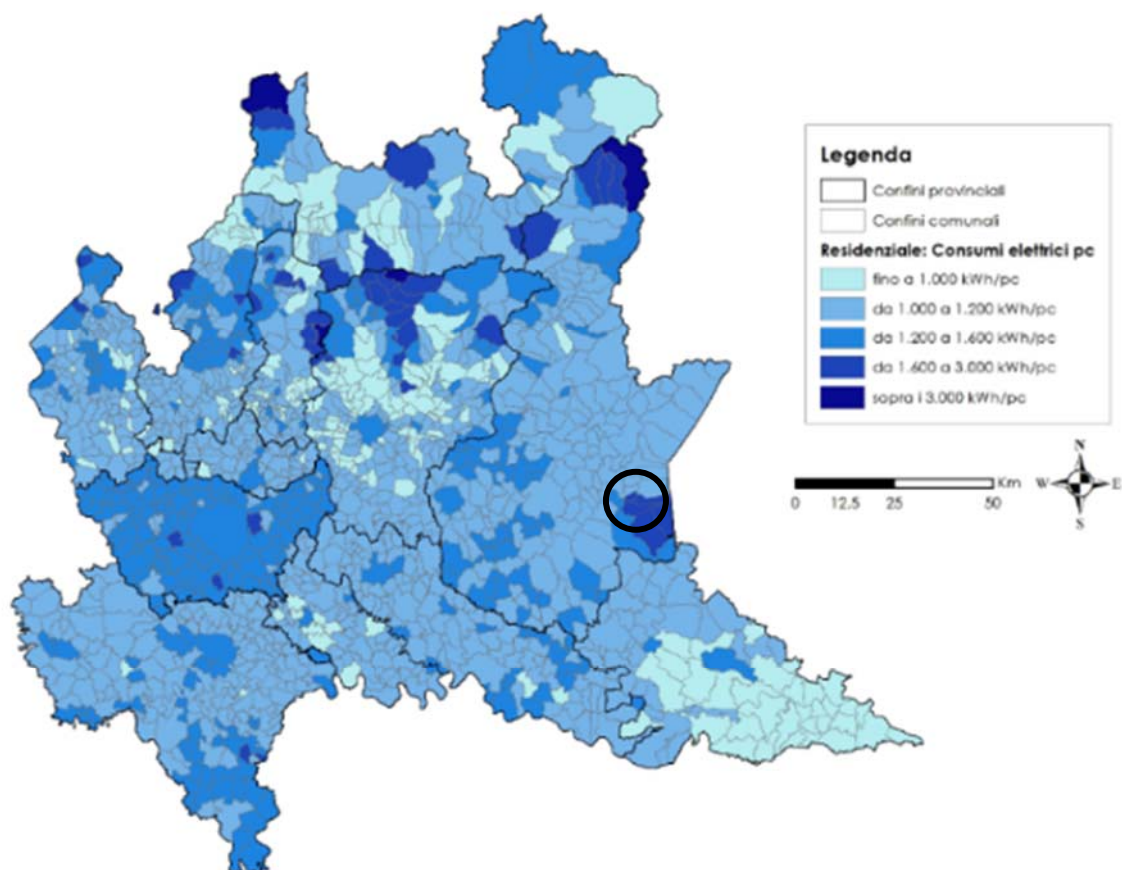 Legenda
Confini provinciali
Confini comunali
Residenziale: Consumi elettrici pc
fino a 1.000 kWh/pc
da 1.000 a 1.200 kWh/pc
da 1.200 a 1.600 kWh/pc
da 1.600 a 3.000 kWh/pc
sopra i 3.000 kWh/pc
N
Km W E
0 12,5 25 50
S